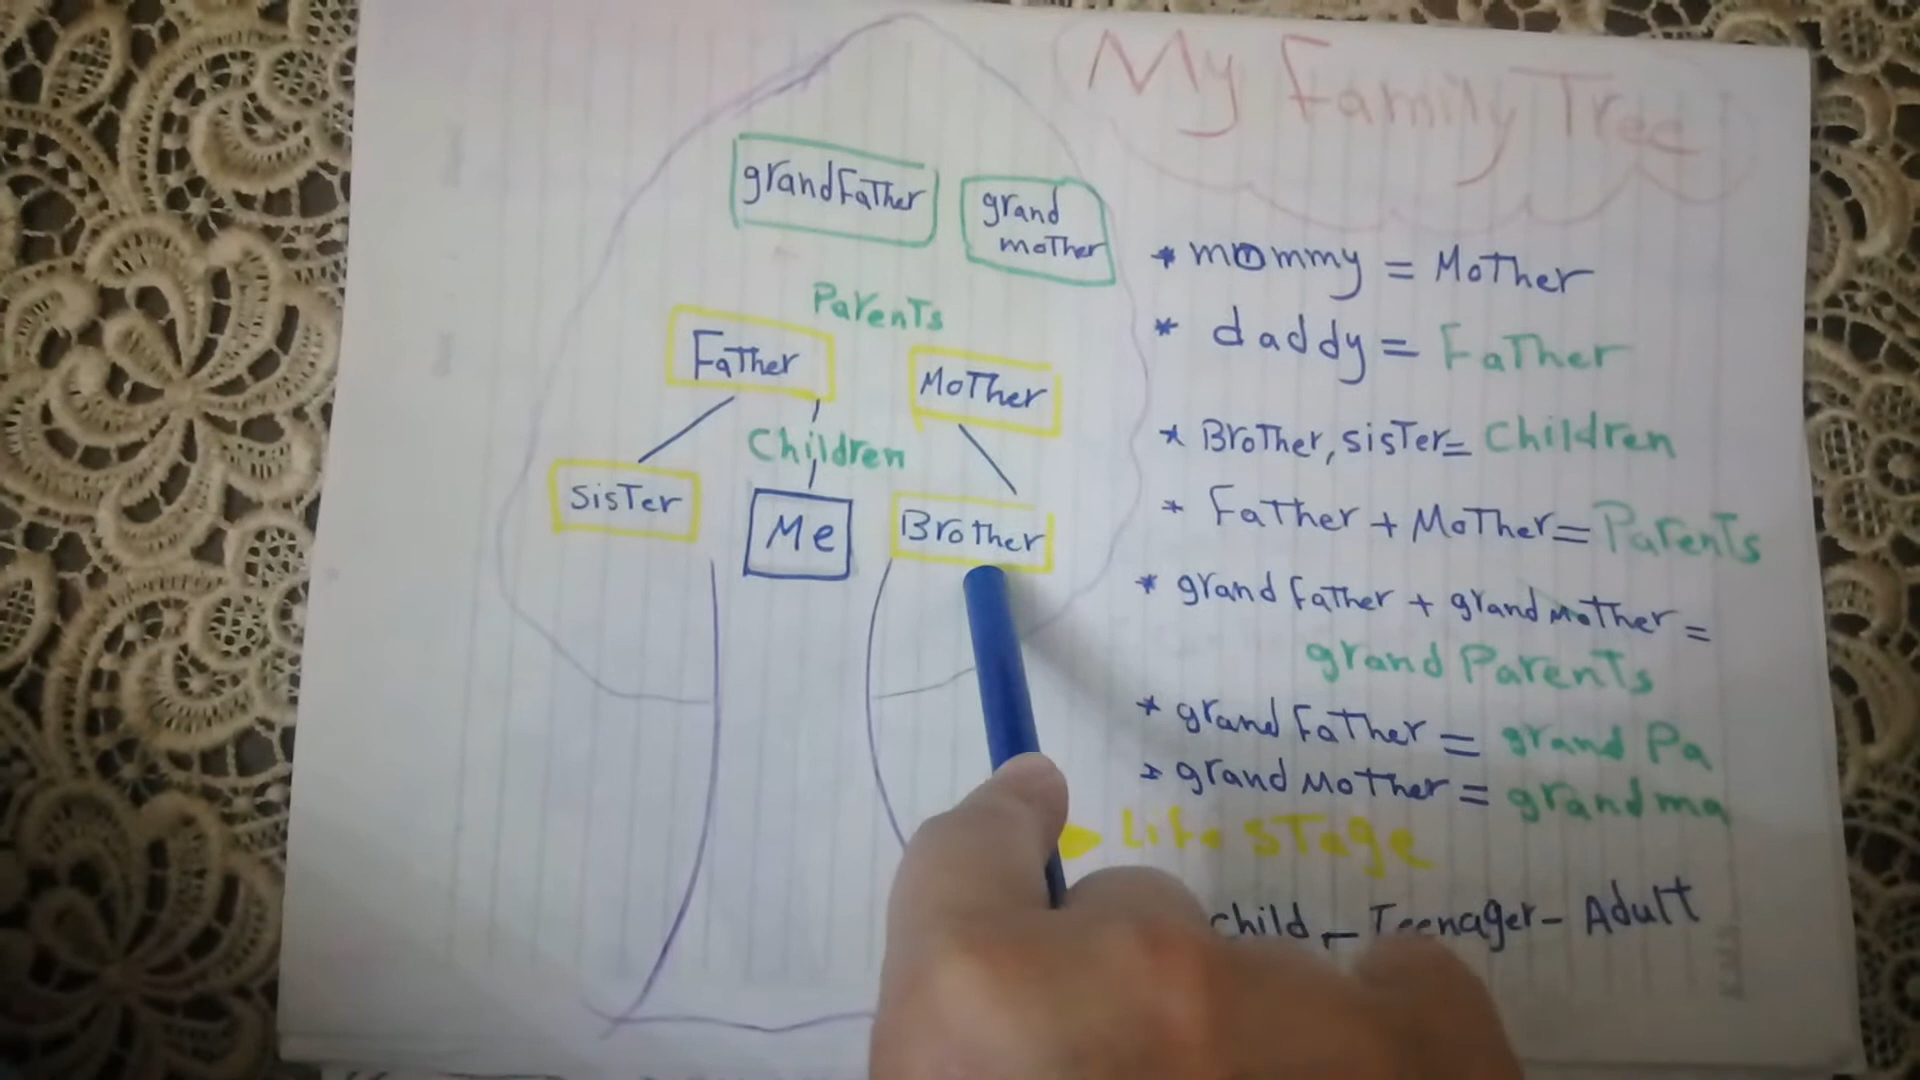 My Family Tree
grandFather
grand
mother
Parents
Father
Mother
Children
Sister
Me
Brother
* mommy = Mother
* daddy = Father
* Brother, sister= Children
* Father + Mother= Parents
* grand father + grand mother =
grand Parents
* grand father = grand Pa
* grand Mother = grand ma
Life stage
child - Teenager - Adult